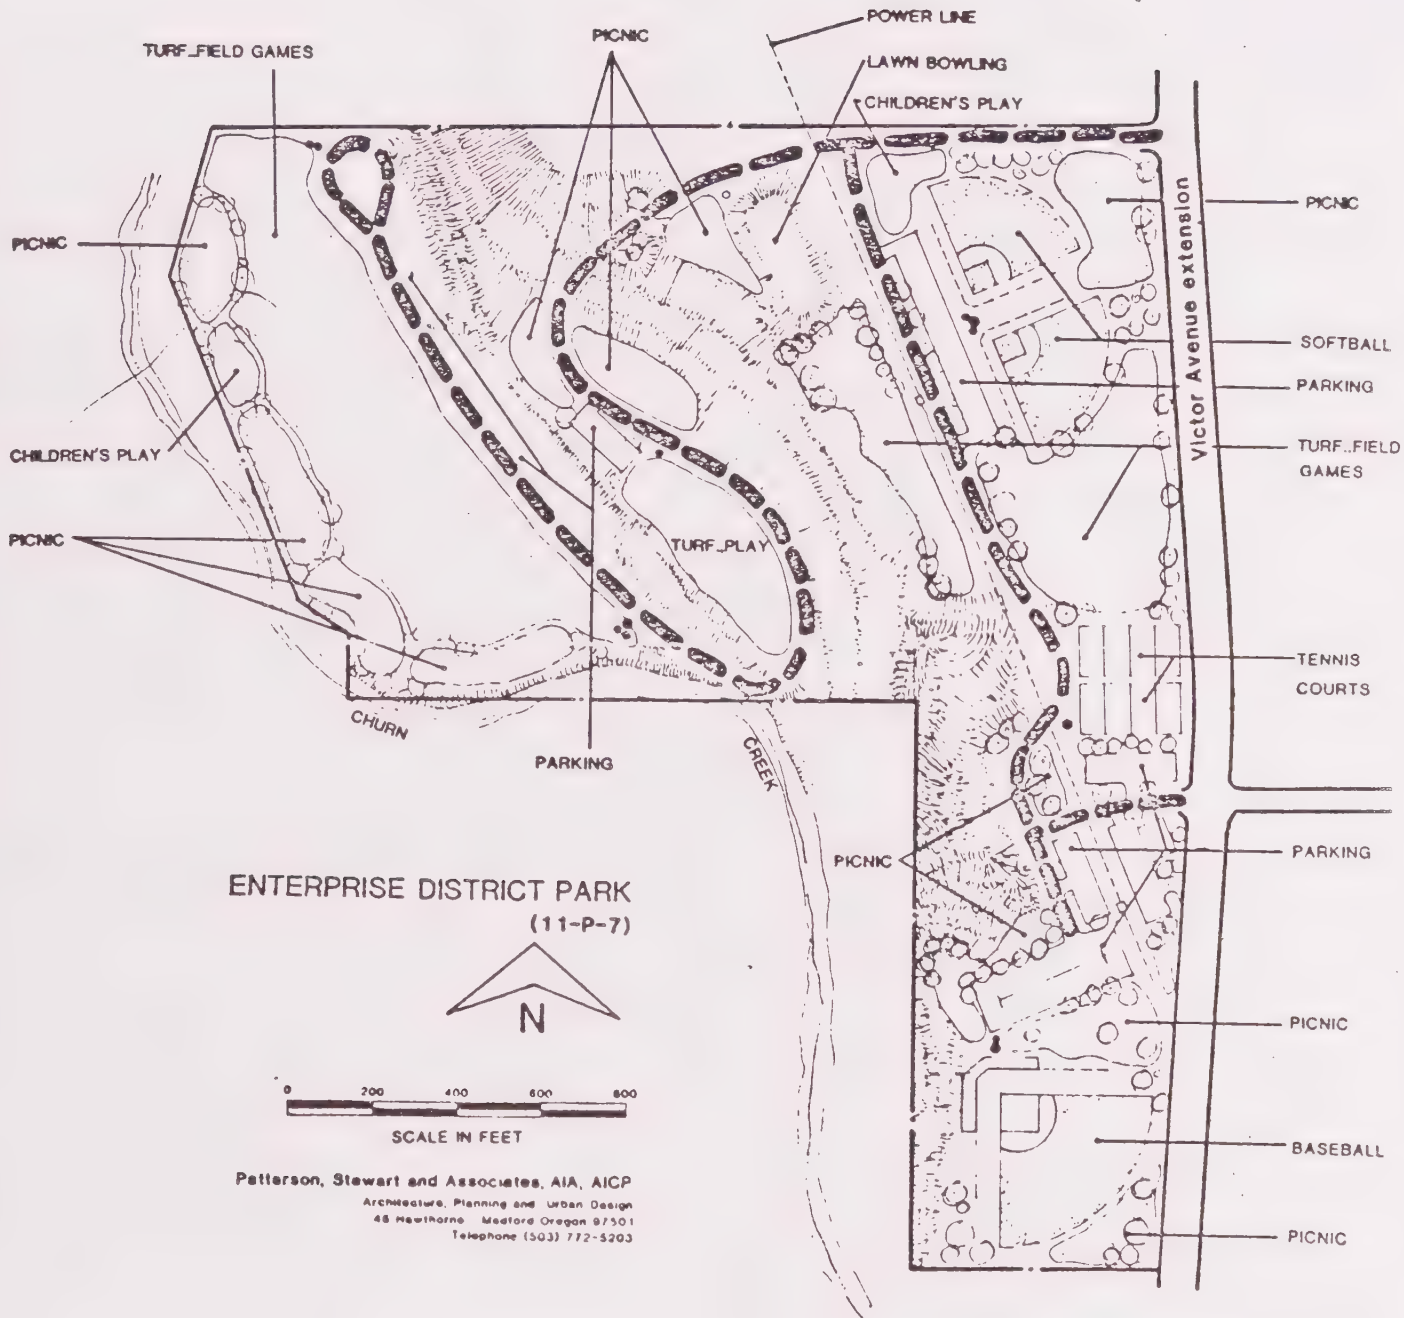 POWER LINE
PICNIC
TURF_FIELD GAMES
LAWN BOWLING
CHILDREN'S PLAY
PICNIC
PICNIC
Victor Avenue extension
SOFTBALL
PARKING
CHILDREN'S PLAY
TURF_FIELD
GAMES
PICNIC
TURF_PLAY
TENNIS
COURTS
CHURN
CREEK
PARKING
PICNIC
PARKING
ENTERPRISE DISTRICT PARK
(11-P-7)
N
PICNIC
0 200 400 600 800
SCALE IN FEET
BASEBALL
Patterson, Stewart and Associates, AIA, AICP
Architecture, Planning and Urban Design
46 Hawthorne Medford Oregon 97501
Telephone (503) 772-5203
PICNIC